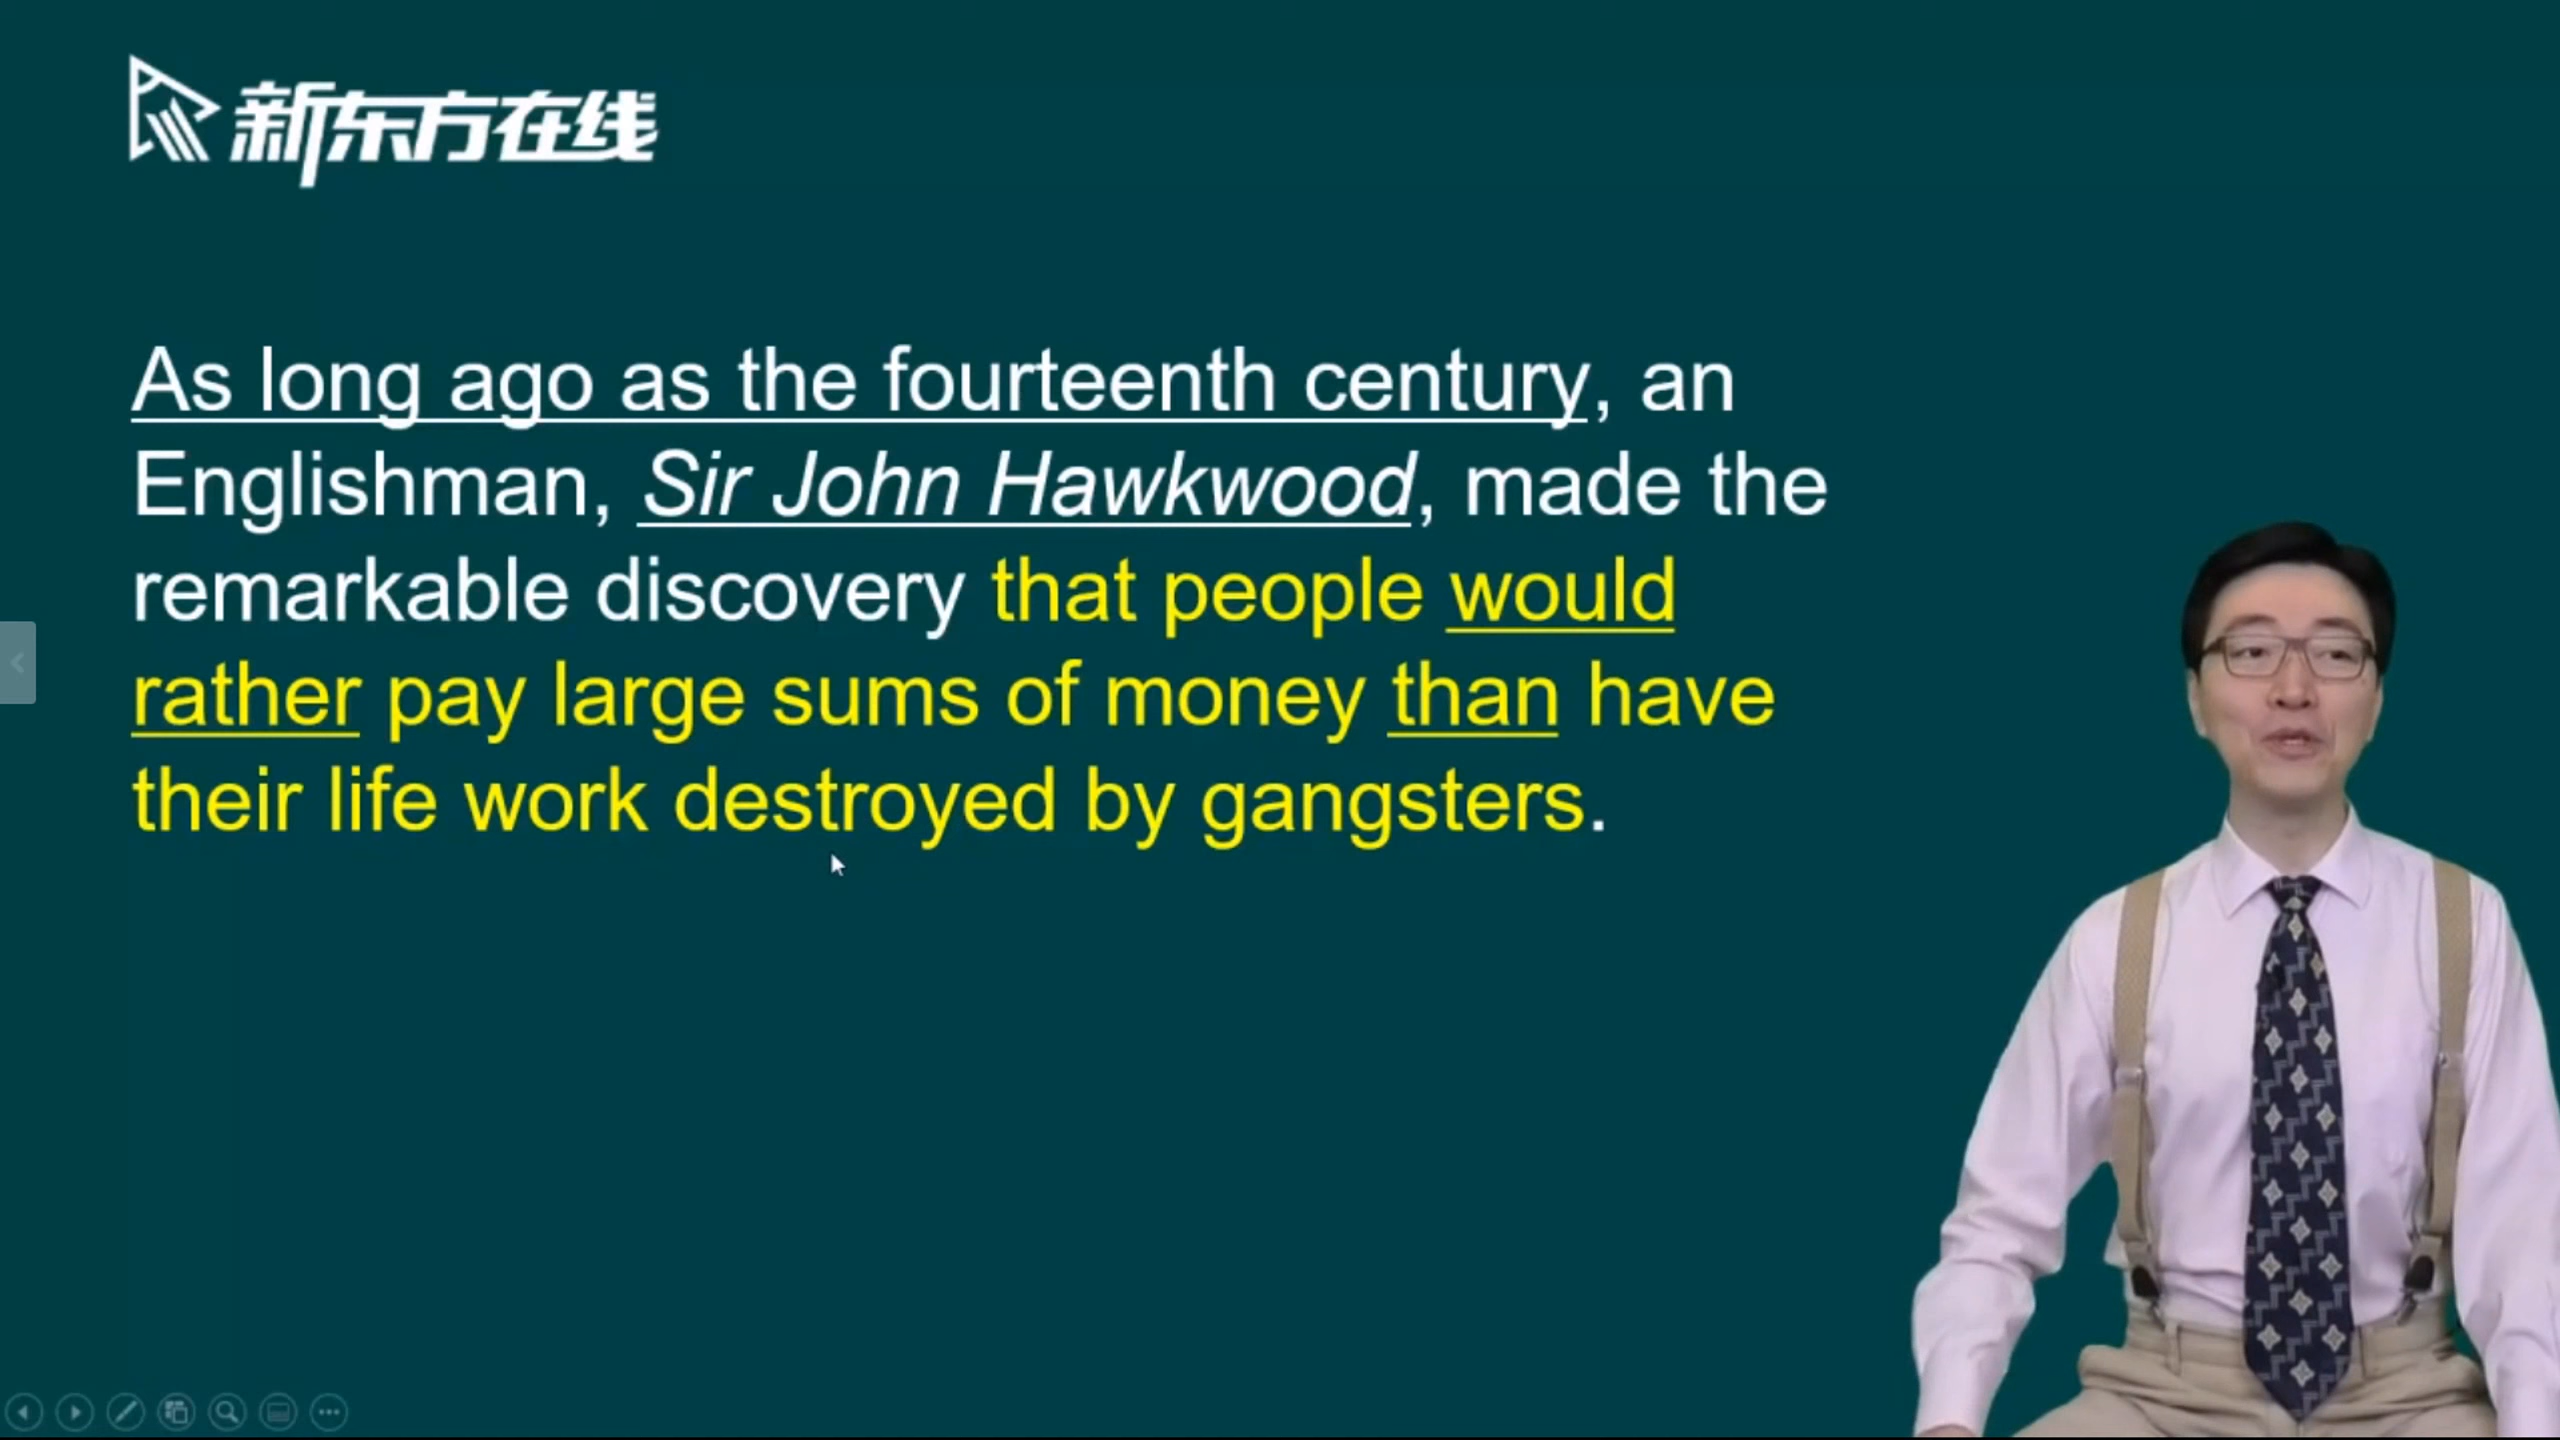 新东方在线
As long ago as the fourteenth century, an
Englishman, Sir John Hawkwood, made the
remarkable discovery that people would
rather pay large sums of money than have
their life work destroyed by gangsters.